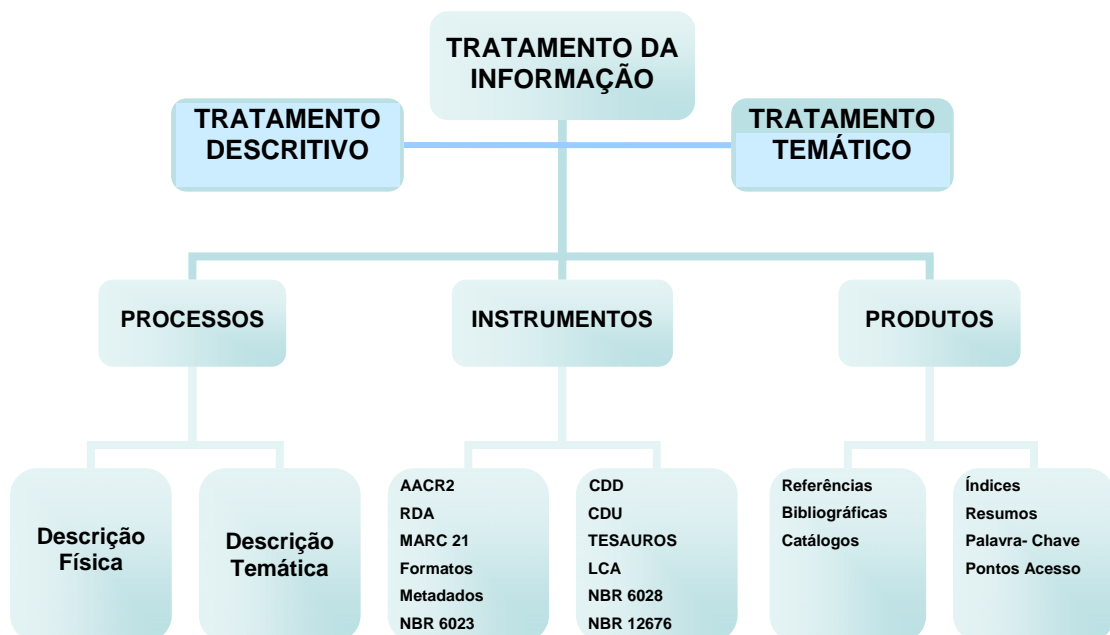 TRATAMENTO DA
INFORMAÇÃO
TRATAMENTO
DESCRITIVO
TRATAMENTO
TEMÁTICO
PROCESSOS
INSTRUMENTOS
PRODUTOS
Descrição
Física
Descrição
Temática
AACR2
RDA
MARC 21
Formatos
Metadados
NBR 6023
CDD
CDU
TESAUROS
LCA
NBR 6028
NBR 12676
Referências
Bibliográficas
Catálogos
Índices
Resumos
Palavra- Chave
Pontos Acesso